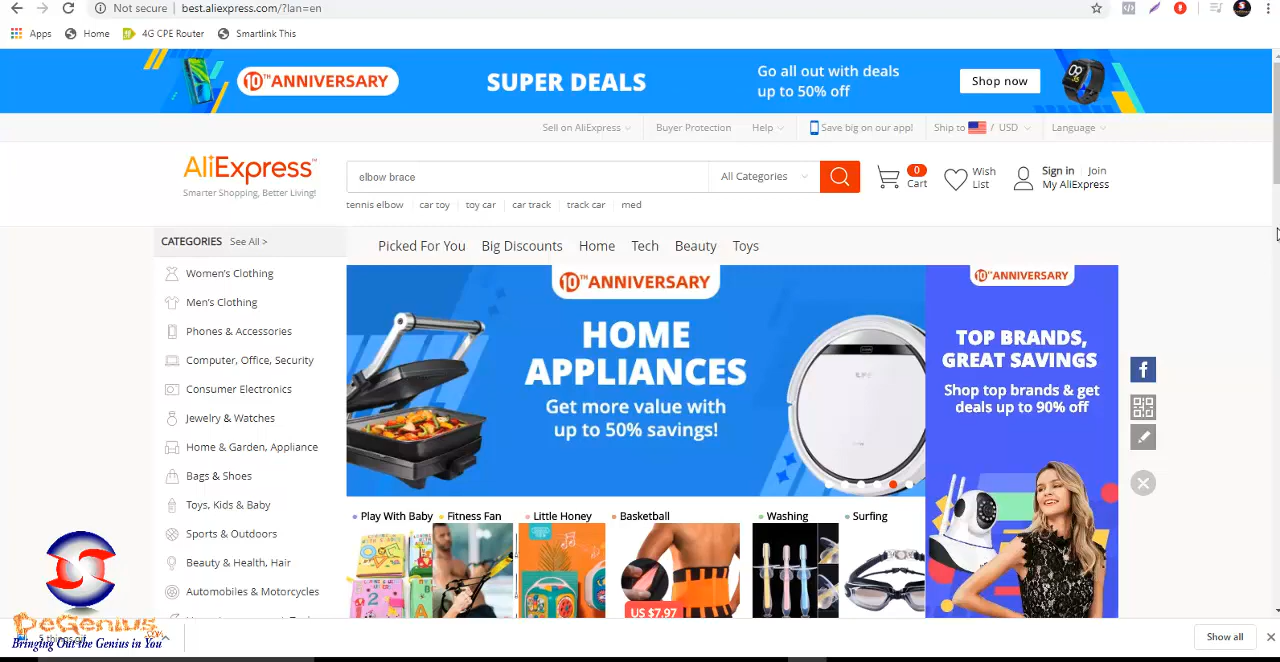 Not secure | best.aliexpress.com/?lan=en
Apps Home 4G CPE Router Smartlink This
10TH ANNIVERSARY
SUPER DEALS
Go all out with deals
up to 50% off
Shop now
Sell on AliExpress
Buyer Protection
Help
Save big on our app!
Ship to / USD
Language
AliExpress™
Smarter Shopping, Better Living!
elbow brace
All Categories
0
Cart
Wish
List
Sign in Join
My AliExpress
tennis elbow car toy toy car car track track car med
CATEGORIES See All >
Women's Clothing
Men's Clothing
Phones & Accessories
Computer, Office, Security
Consumer Electronics
Jewelry & Watches
Home & Garden, Appliance
Bags & Shoes
Toys, Kids & Baby
Sports & Outdoors
Beauty & Health, Hair
Automobiles & Motorcycles
Picked For You Big Discounts Home Tech Beauty Toys
10TH ANNIVERSARY
HOME
APPLIANCES
Get more value with
up to 50% savings!
10TH ANNIVERSARY
TOP BRANDS,
GREAT SAVINGS
Shop top brands & get
deals up to 90% off
Play With Baby Fitness Fan Little Honey Basketball Washing Surfing
US $7.97
DeGenius.com
Bringing Out the Genius in You
Show all